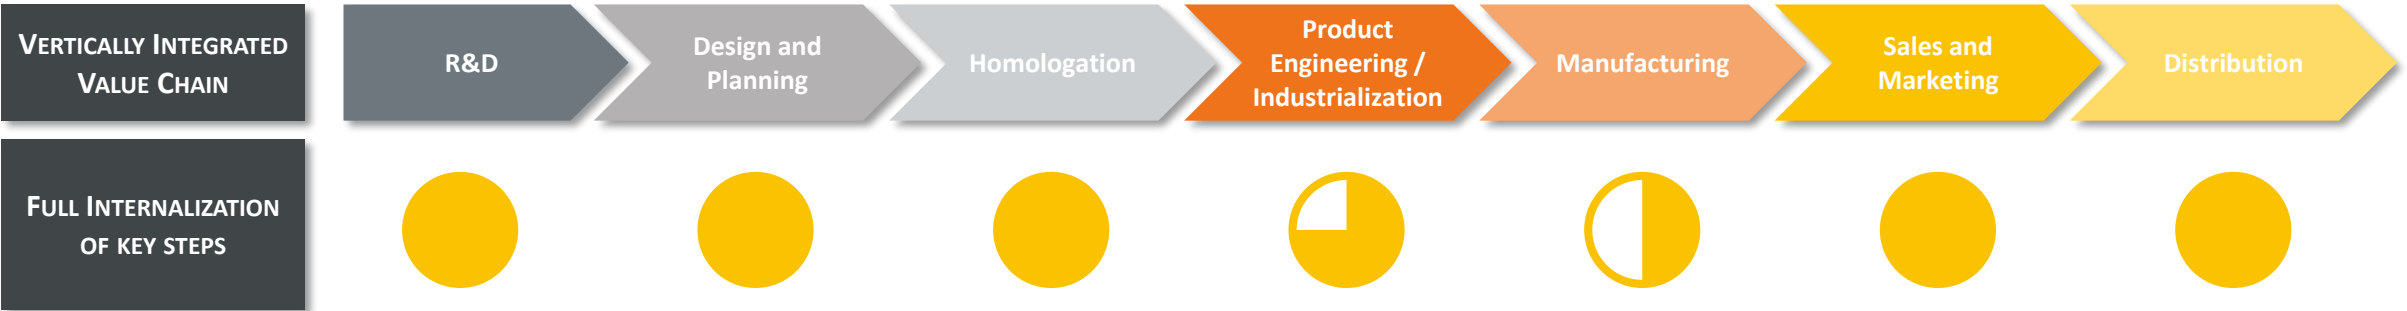 VERTICALLY INTEGRATED
VALUE CHAIN
R&D
Design and
Planning
Homologation
Product
Engineering /
Industrialization
Manufacturing
Sales and
Marketing
Distribution
FULL INTERNALIZATION
OF KEY STEPS